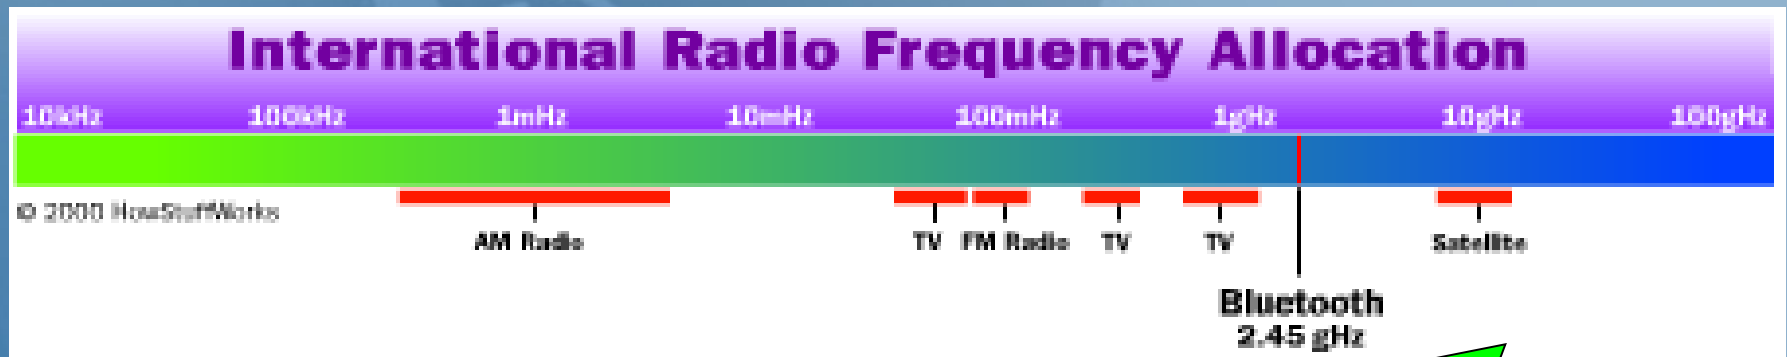 International Radio Frequency Allocation
10kHz 100kHz 1mHz 10mHz 100mHz 1gHz 10gHz 100gHz
© 2000 HowStuffWorks
AM Radio TV FM Radio TV TV Satellite
Bluetooth
2.45 gHz